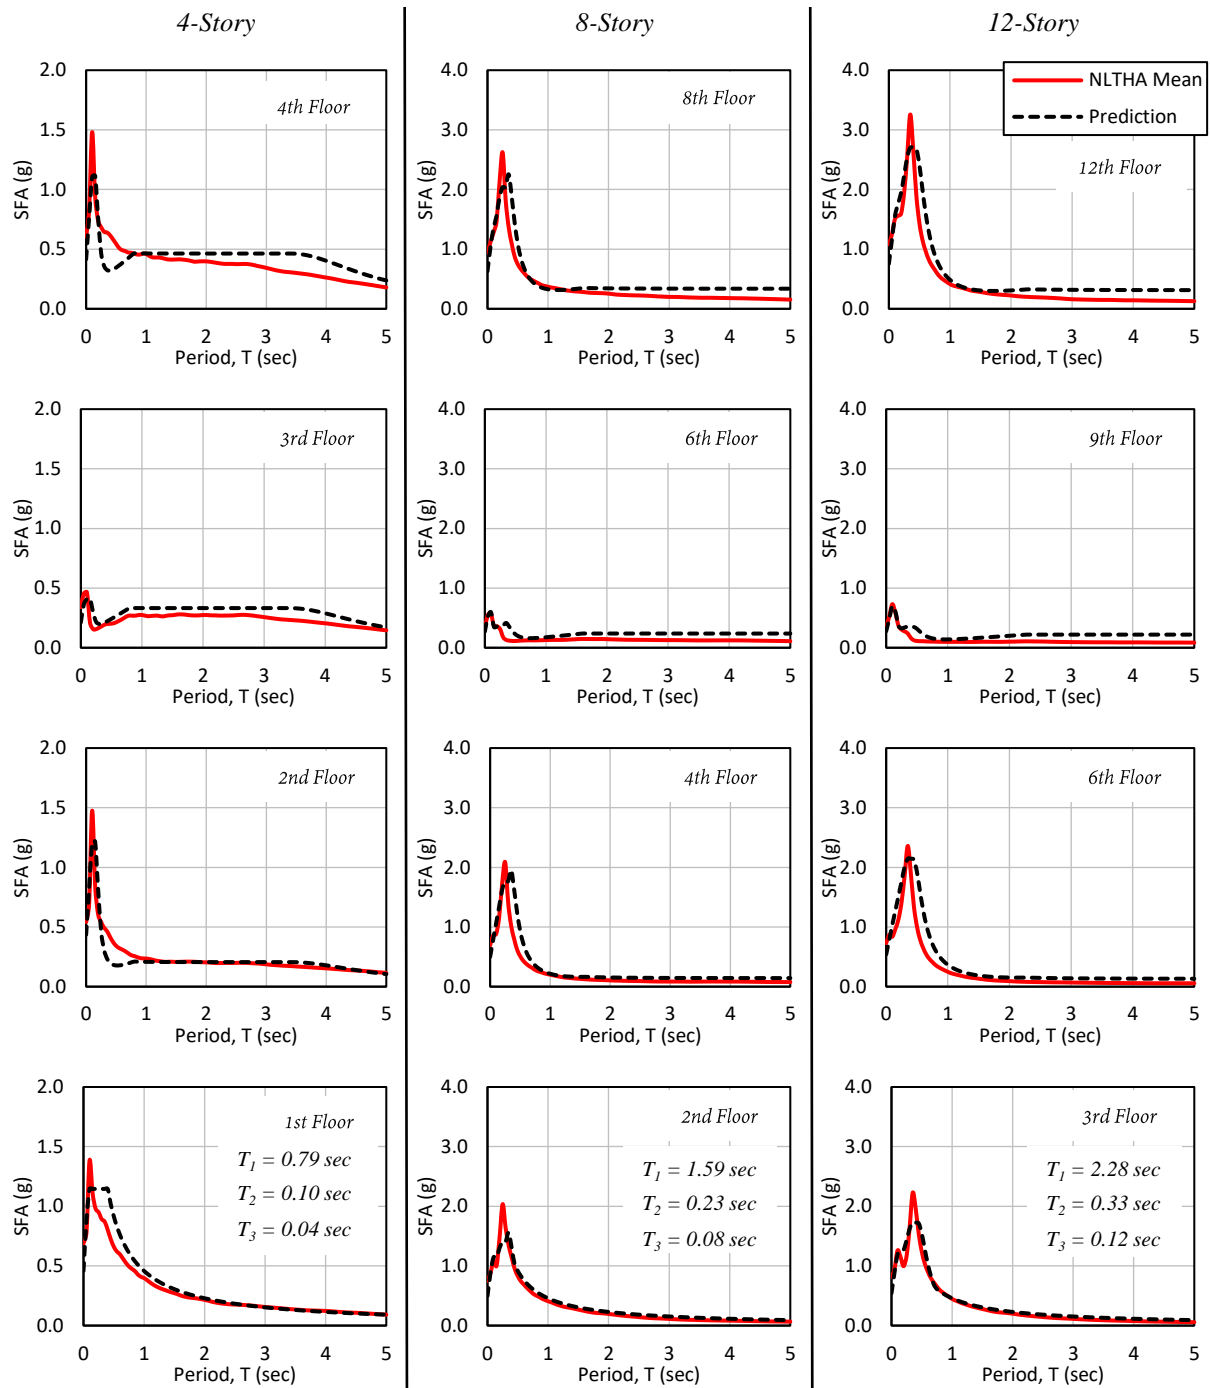 4-Story
8-Story
12-Story
NLTHA Mean
Prediction
SFA (g)
2.0
1.5
1.0
0.5
0.0
4th Floor
0 1 2 3 4 5
Period, T (sec)
SFA (g)
4.0
3.0
2.0
1.0
0.0
8th Floor
0 1 2 3 4 5
Period, T (sec)
SFA (g)
4.0
3.0
2.0
1.0
0.0
12th Floor
0 1 2 3 4 5
Period, T (sec)
SFA (g)
2.0
1.5
1.0
0.5
0.0
3rd Floor
0 1 2 3 4 5
Period, T (sec)
SFA (g)
4.0
3.0
2.0
1.0
0.0
6th Floor
0 1 2 3 4 5
Period, T (sec)
SFA (g)
4.0
3.0
2.0
1.0
0.0
9th Floor
0 1 2 3 4 5
Period, T (sec)
SFA (g)
2.0
1.5
1.0
0.5
0.0
2nd Floor
0 1 2 3 4 5
Period, T (sec)
SFA (g)
4.0
3.0
2.0
1.0
0.0
4th Floor
0 1 2 3 4 5
Period, T (sec)
SFA (g)
4.0
3.0
2.0
1.0
0.0
6th Floor
0 1 2 3 4 5
Period, T (sec)
SFA (g)
2.0
1.5
1.0
0.5
0.0
1st Floor
T1 = 0.79 sec
T2 = 0.10 sec
T3 = 0.04 sec
0 1 2 3 4 5
Period, T (sec)
SFA (g)
4.0
3.0
2.0
1.0
0.0
2nd Floor
T1 = 1.59 sec
T2 = 0.23 sec
T3 = 0.08 sec
0 1 2 3 4 5
Period, T (sec)
SFA (g)
4.0
3.0
2.0
1.0
0.0
3rd Floor
T1 = 2.28 sec
T2 = 0.33 sec
T3 = 0.12 sec
0 1 2 3 4 5
Period, T (sec)